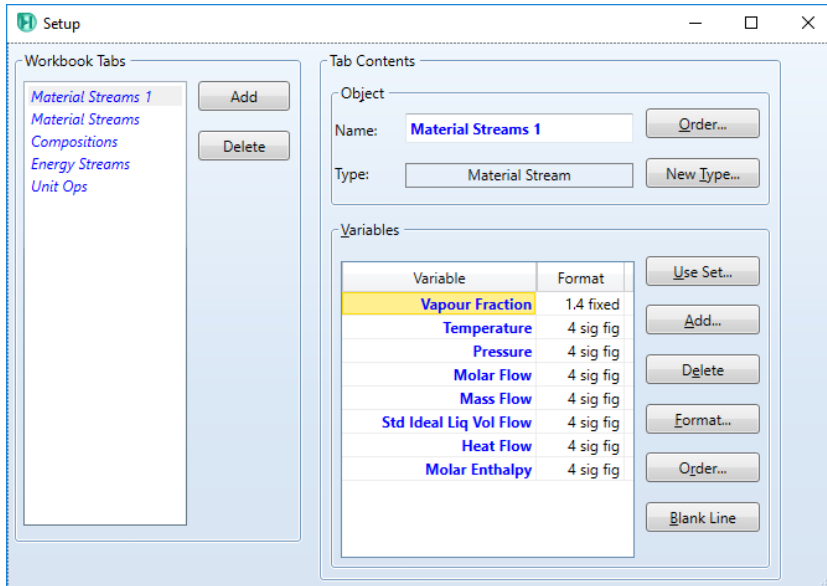 Setup
Workbook Tabs
Material Streams 1
Material Streams
Compositions
Energy Streams
Unit Ops
Add
Delete
Tab Contents
Object
Name: Material Streams 1 Order...
Type: Material Stream New Type...
Variables
Variable Format
Vapour Fraction 1.4 fixed
Temperature 4 sig fig
Pressure 4 sig fig
Molar Flow 4 sig fig
Mass Flow 4 sig fig
Std Ideal Liq Vol Flow 4 sig fig
Heat Flow 4 sig fig
Molar Enthalpy 4 sig fig
Use Set...
Add...
Delete
Format...
Order...
Blank Line